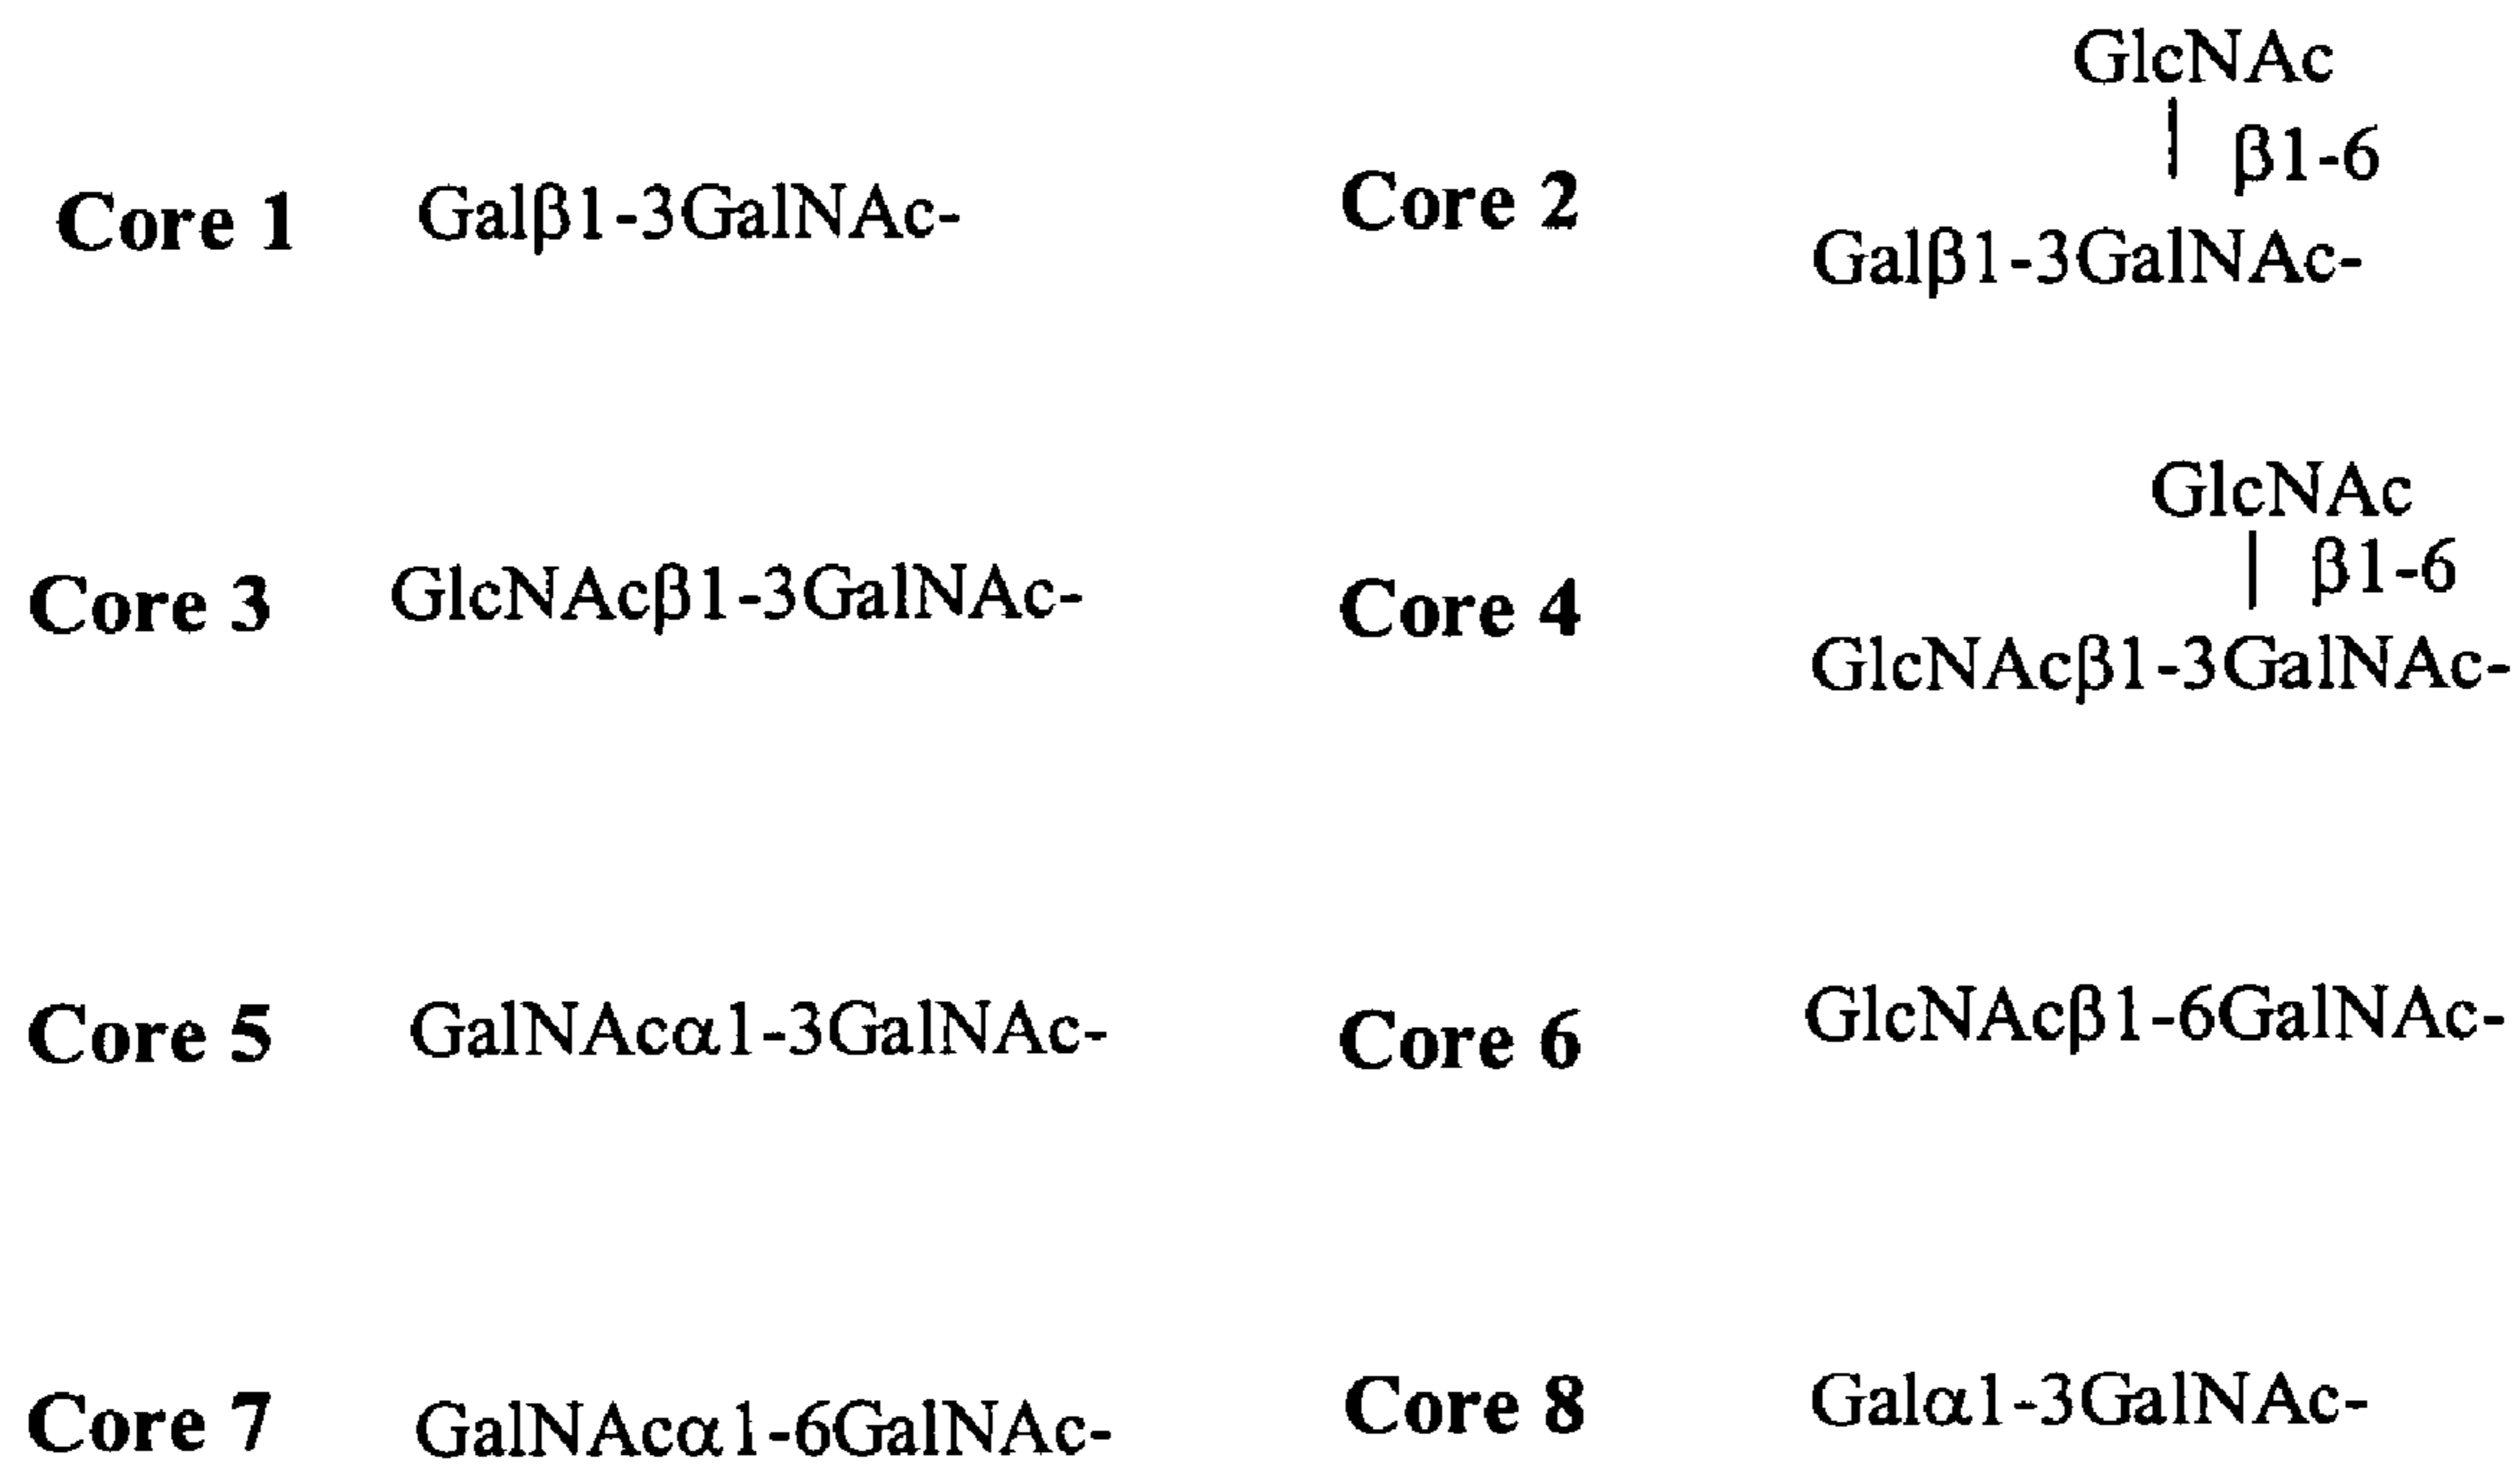 GlcNAc
| β1-6
Core 1 Galβ1-3GalNAc- Core 2
Galβ1-3GalNAc-
GlcNAc
| β1-6
Core 3 GlcNAcβ1-3GalNAc- Core 4
GlcNAcβ1-3GalNAc-
Core 5 GalNAcα1-3GalNAc- Core 6 GlcNAcβ1-6GalNAc-
Core 7 GalNAcα1-6GalNAc- Core 8 Galα1-3GalNAc-